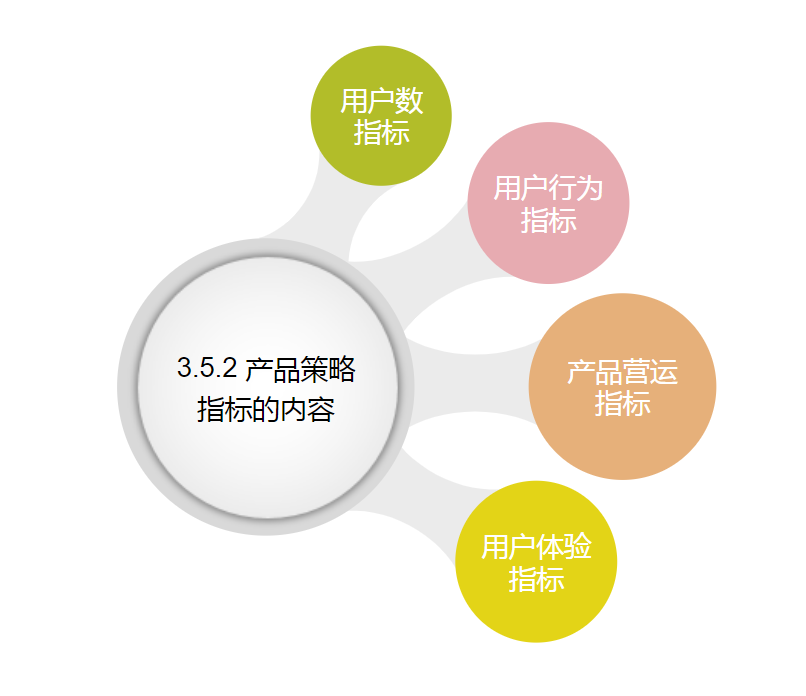 用户数
指标
用户行为
指标
3.5.2 产品策略
指标的内容
产品营运
指标
用户体验
指标